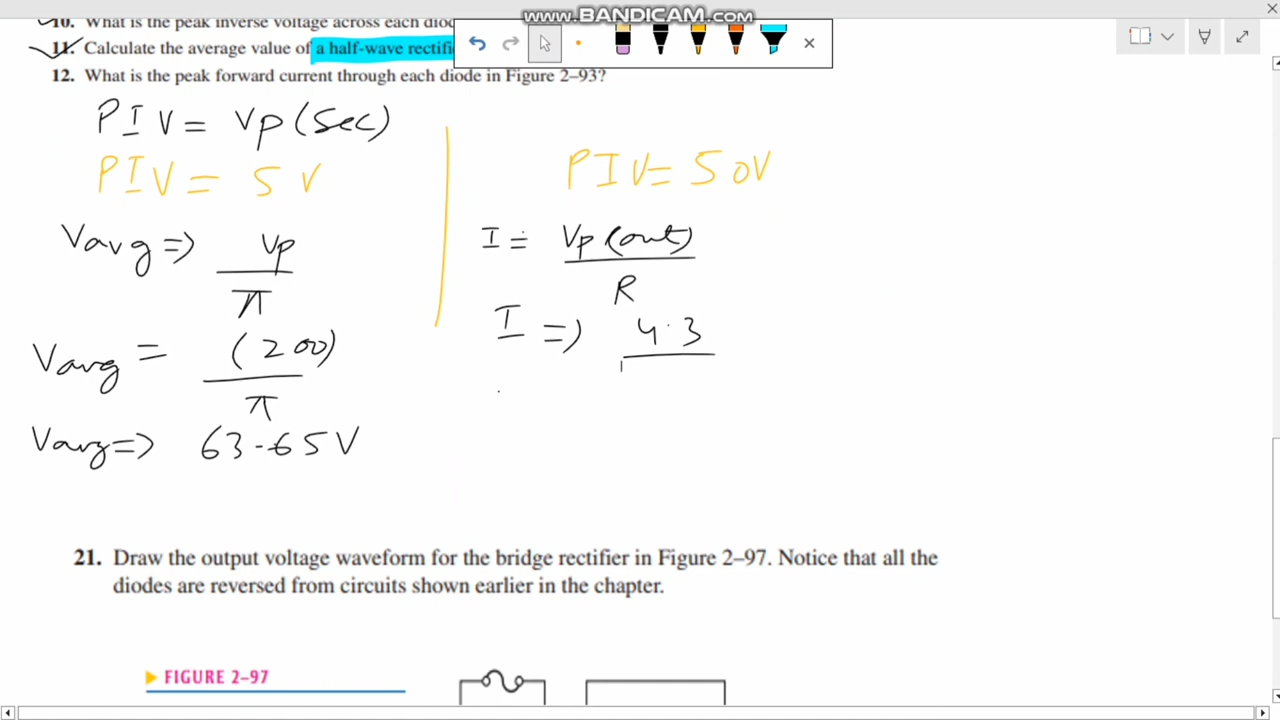 www.BANDICAM.com
10. What is the peak inverse voltage across each
11. Calculate the average value of a half-wave
12. What is the peak forward current through each diode in Figure 2–93?
PIV = Vp(sec)
PIV = 5 V
Vavg => Vp
π
Vavg = (200)
π
Vavg => 63.65 V
PIV = 50V
I = Vp(out)
R
I => 4.3
21. Draw the output voltage waveform for the bridge rectifier in Figure 2–97. Notice that all the
diodes are reversed from circuits shown earlier in the chapter.
FIGURE 2–97